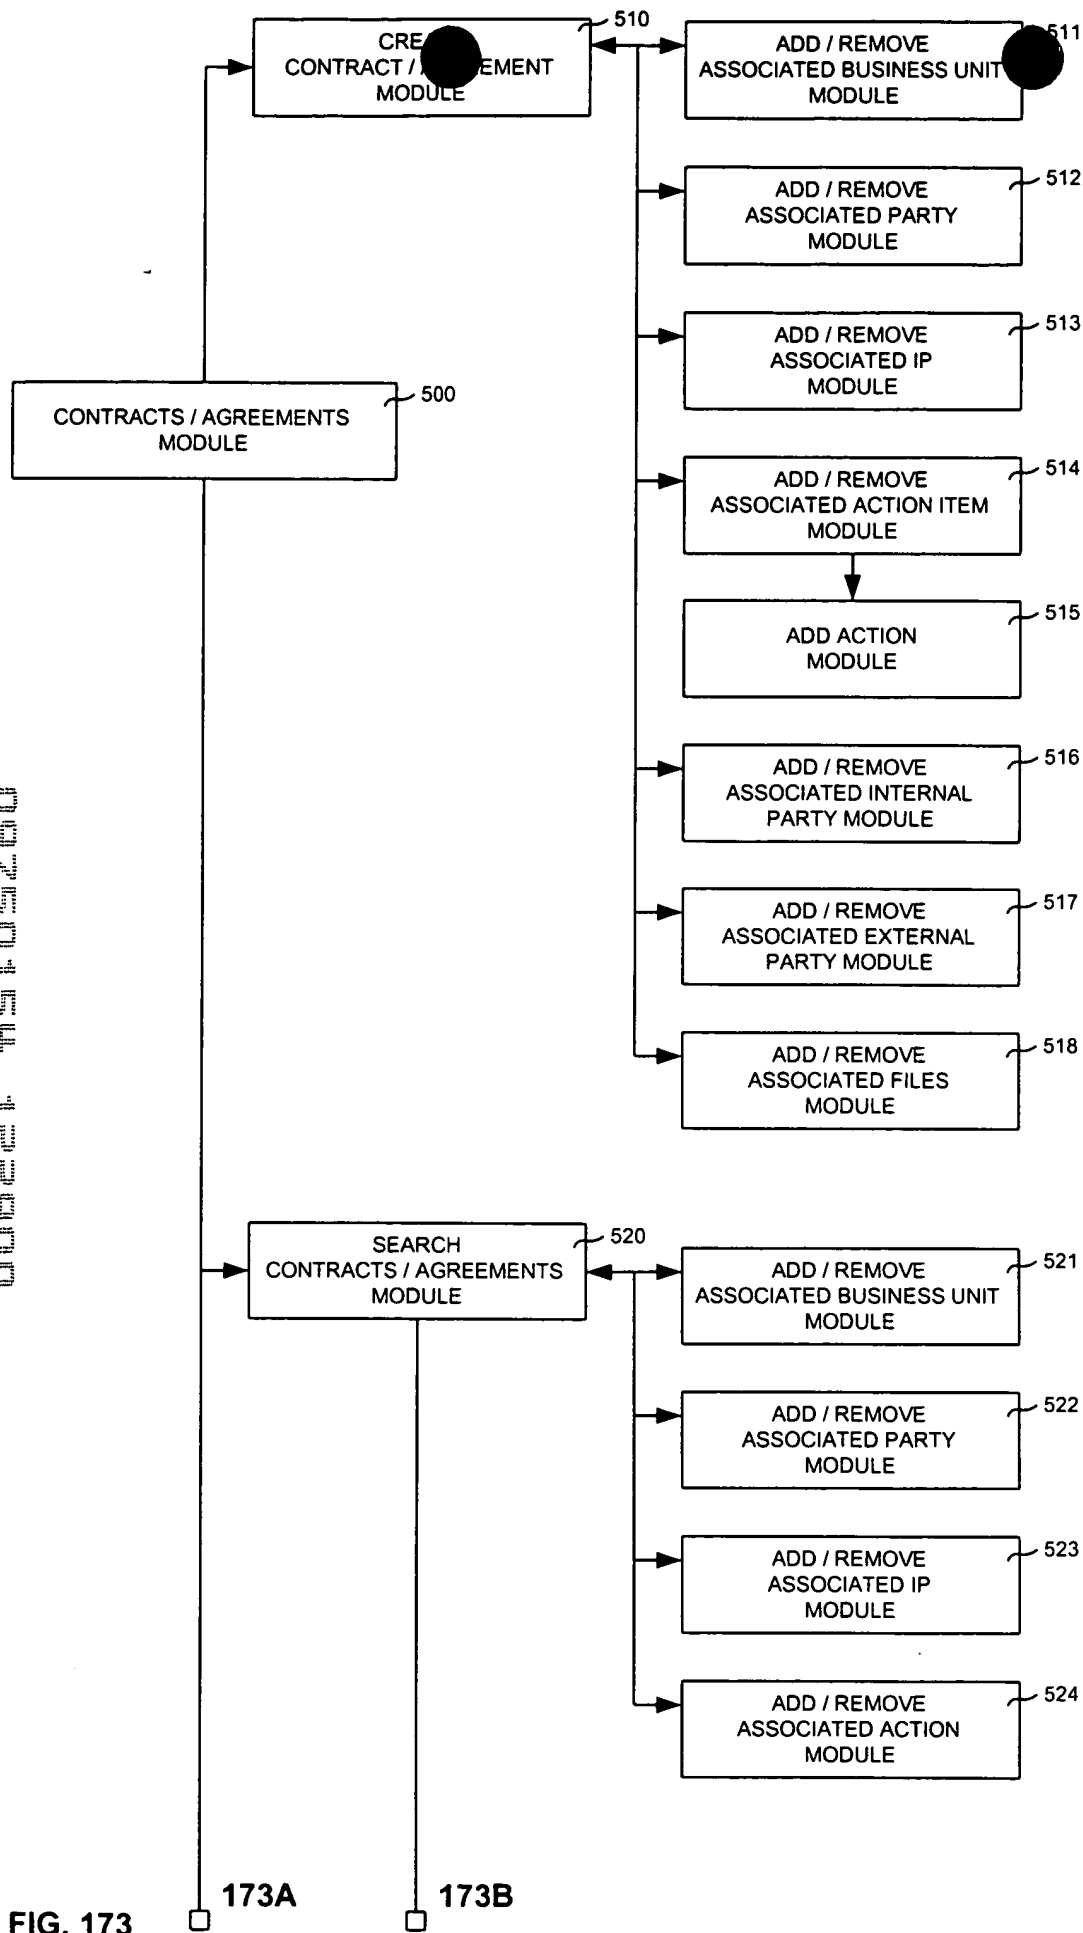 510
CONTRACT /
MODULE
511
ADD / REMOVE
ASSOCIATED BUSINESS UNIT
MODULE
512
ADD / REMOVE
ASSOCIATED PARTY
MODULE
513
ADD / REMOVE
ASSOCIATED IP
MODULE
500
CONTRACTS / AGREEMENTS
MODULE
514
ADD / REMOVE
ASSOCIATED ACTION ITEM
MODULE
515
ADD ACTION
MODULE
516
ADD / REMOVE
ASSOCIATED INTERNAL
PARTY MODULE
517
ADD / REMOVE
ASSOCIATED EXTERNAL
PARTY MODULE
518
ADD / REMOVE
ASSOCIATED FILES
MODULE
520
SEARCH
CONTRACTS / AGREEMENTS
MODULE
521
ADD / REMOVE
ASSOCIATED BUSINESS UNIT
MODULE
522
ADD / REMOVE
ASSOCIATED PARTY
MODULE
523
ADD / REMOVE
ASSOCIATED IP
MODULE
524
ADD / REMOVE
ASSOCIATED ACTION
MODULE
173A
173B
FIG. 173